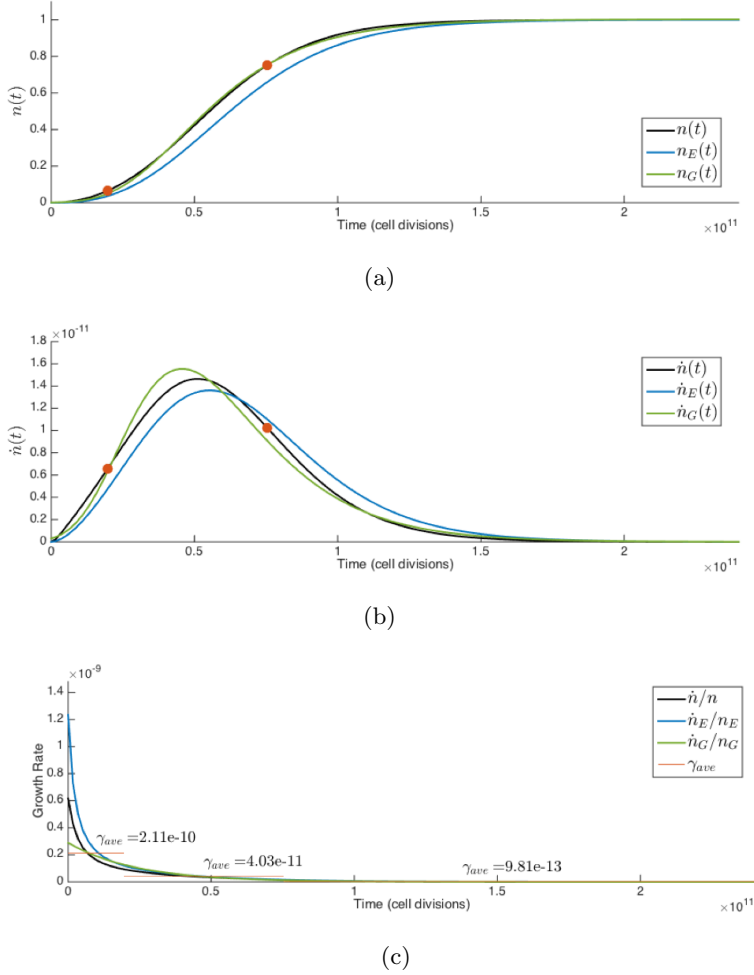 1
0.8
0.6
0.4
0.2
0
n(t)
0 0.5 1 1.5 2
Time (cell divisions)
×10^11
n(t)
n_E(t)
n_G(t)
(a)
×10^-11
1.8
1.6
1.4
1.2
1
0.8
0.6
0.4
0.2
0
ṅ(t)
0 0.5 1 1.5 2
Time (cell divisions)
×10^11
ṅ(t)
ṅ_E(t)
ṅ_G(t)
(b)
×10^-9
1.4
1.2
1
0.8
0.6
0.4
0.2
0
Growth Rate
γ_ave =2.11e-10
γ_ave =4.03e-11
γ_ave =9.81e-13
0 0.5 1 1.5 2
Time (cell divisions)
×10^11
ṅ/n
ṅ_E/n_E
ṅ_G/n_G
γ_ave
(c)